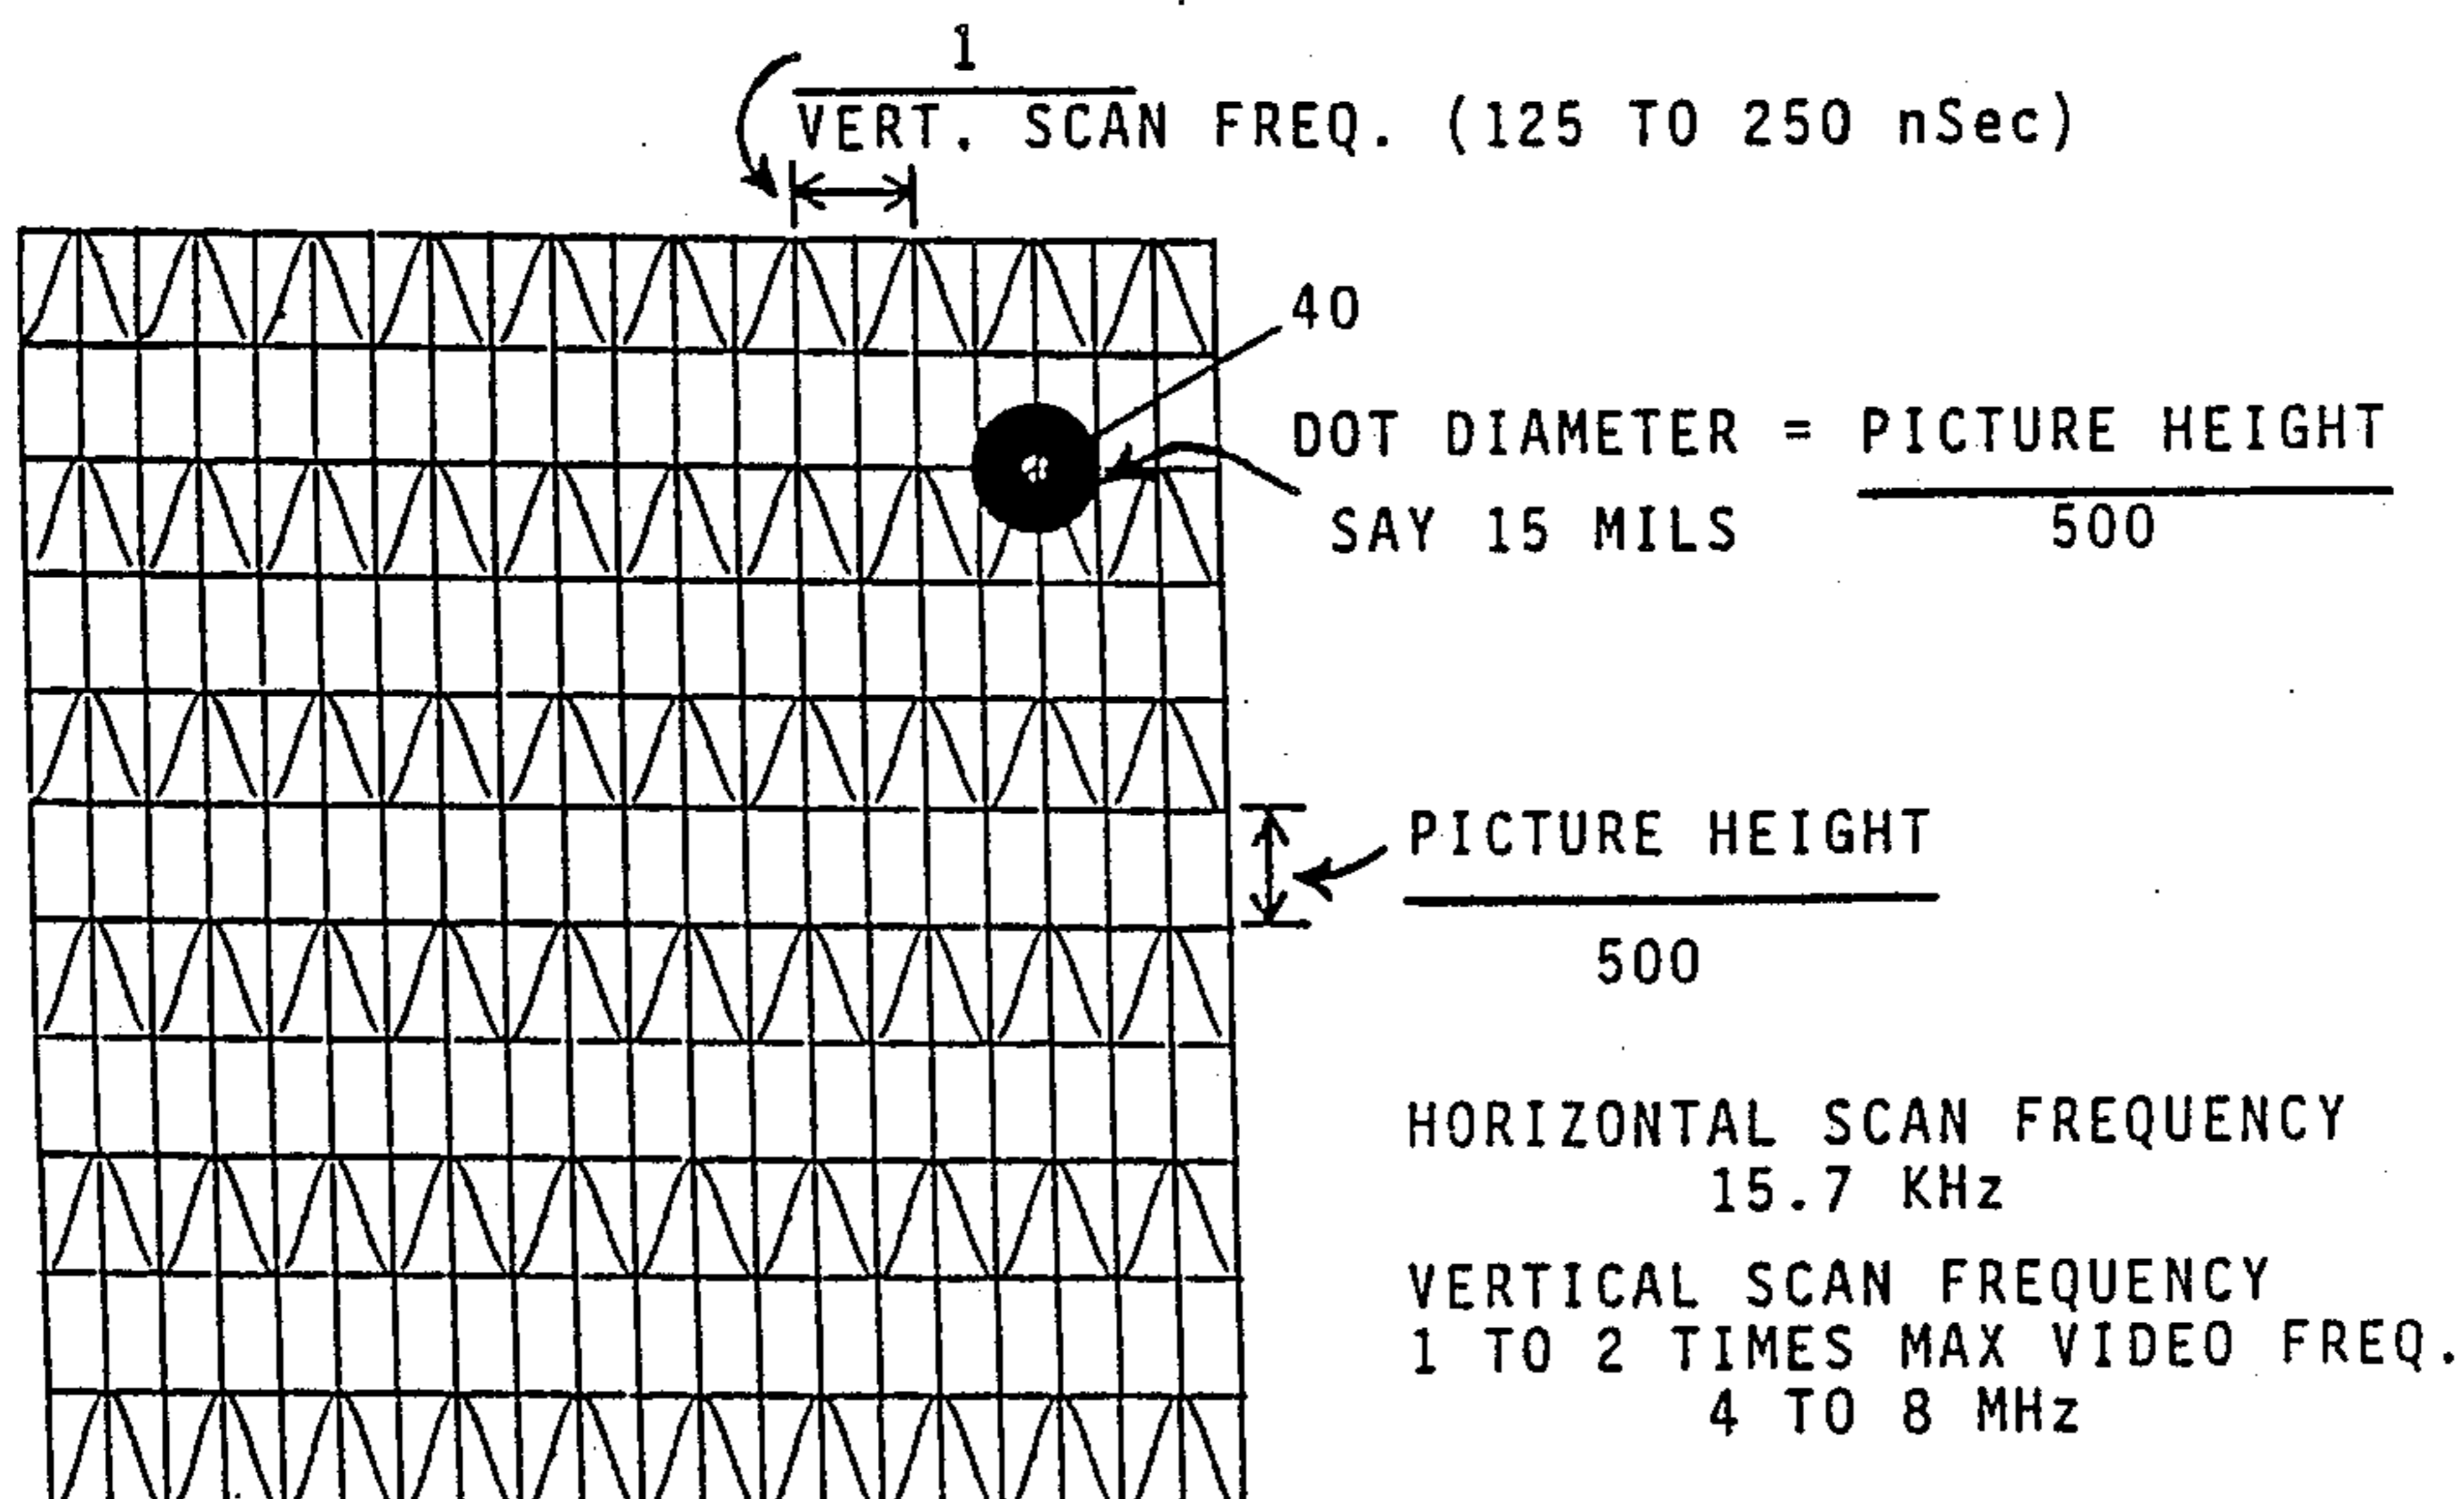 1
VERT. SCAN FREQ. (125 TO 250 nSec)
40
DOT DIAMETER = PICTURE HEIGHT
SAY 15 MILS 500
PICTURE HEIGHT
500
HORIZONTAL SCAN FREQUENCY
15.7 KHz
VERTICAL SCAN FREQUENCY
1 TO 2 TIMES MAX VIDEO FREQ.
4 TO 8 MHz